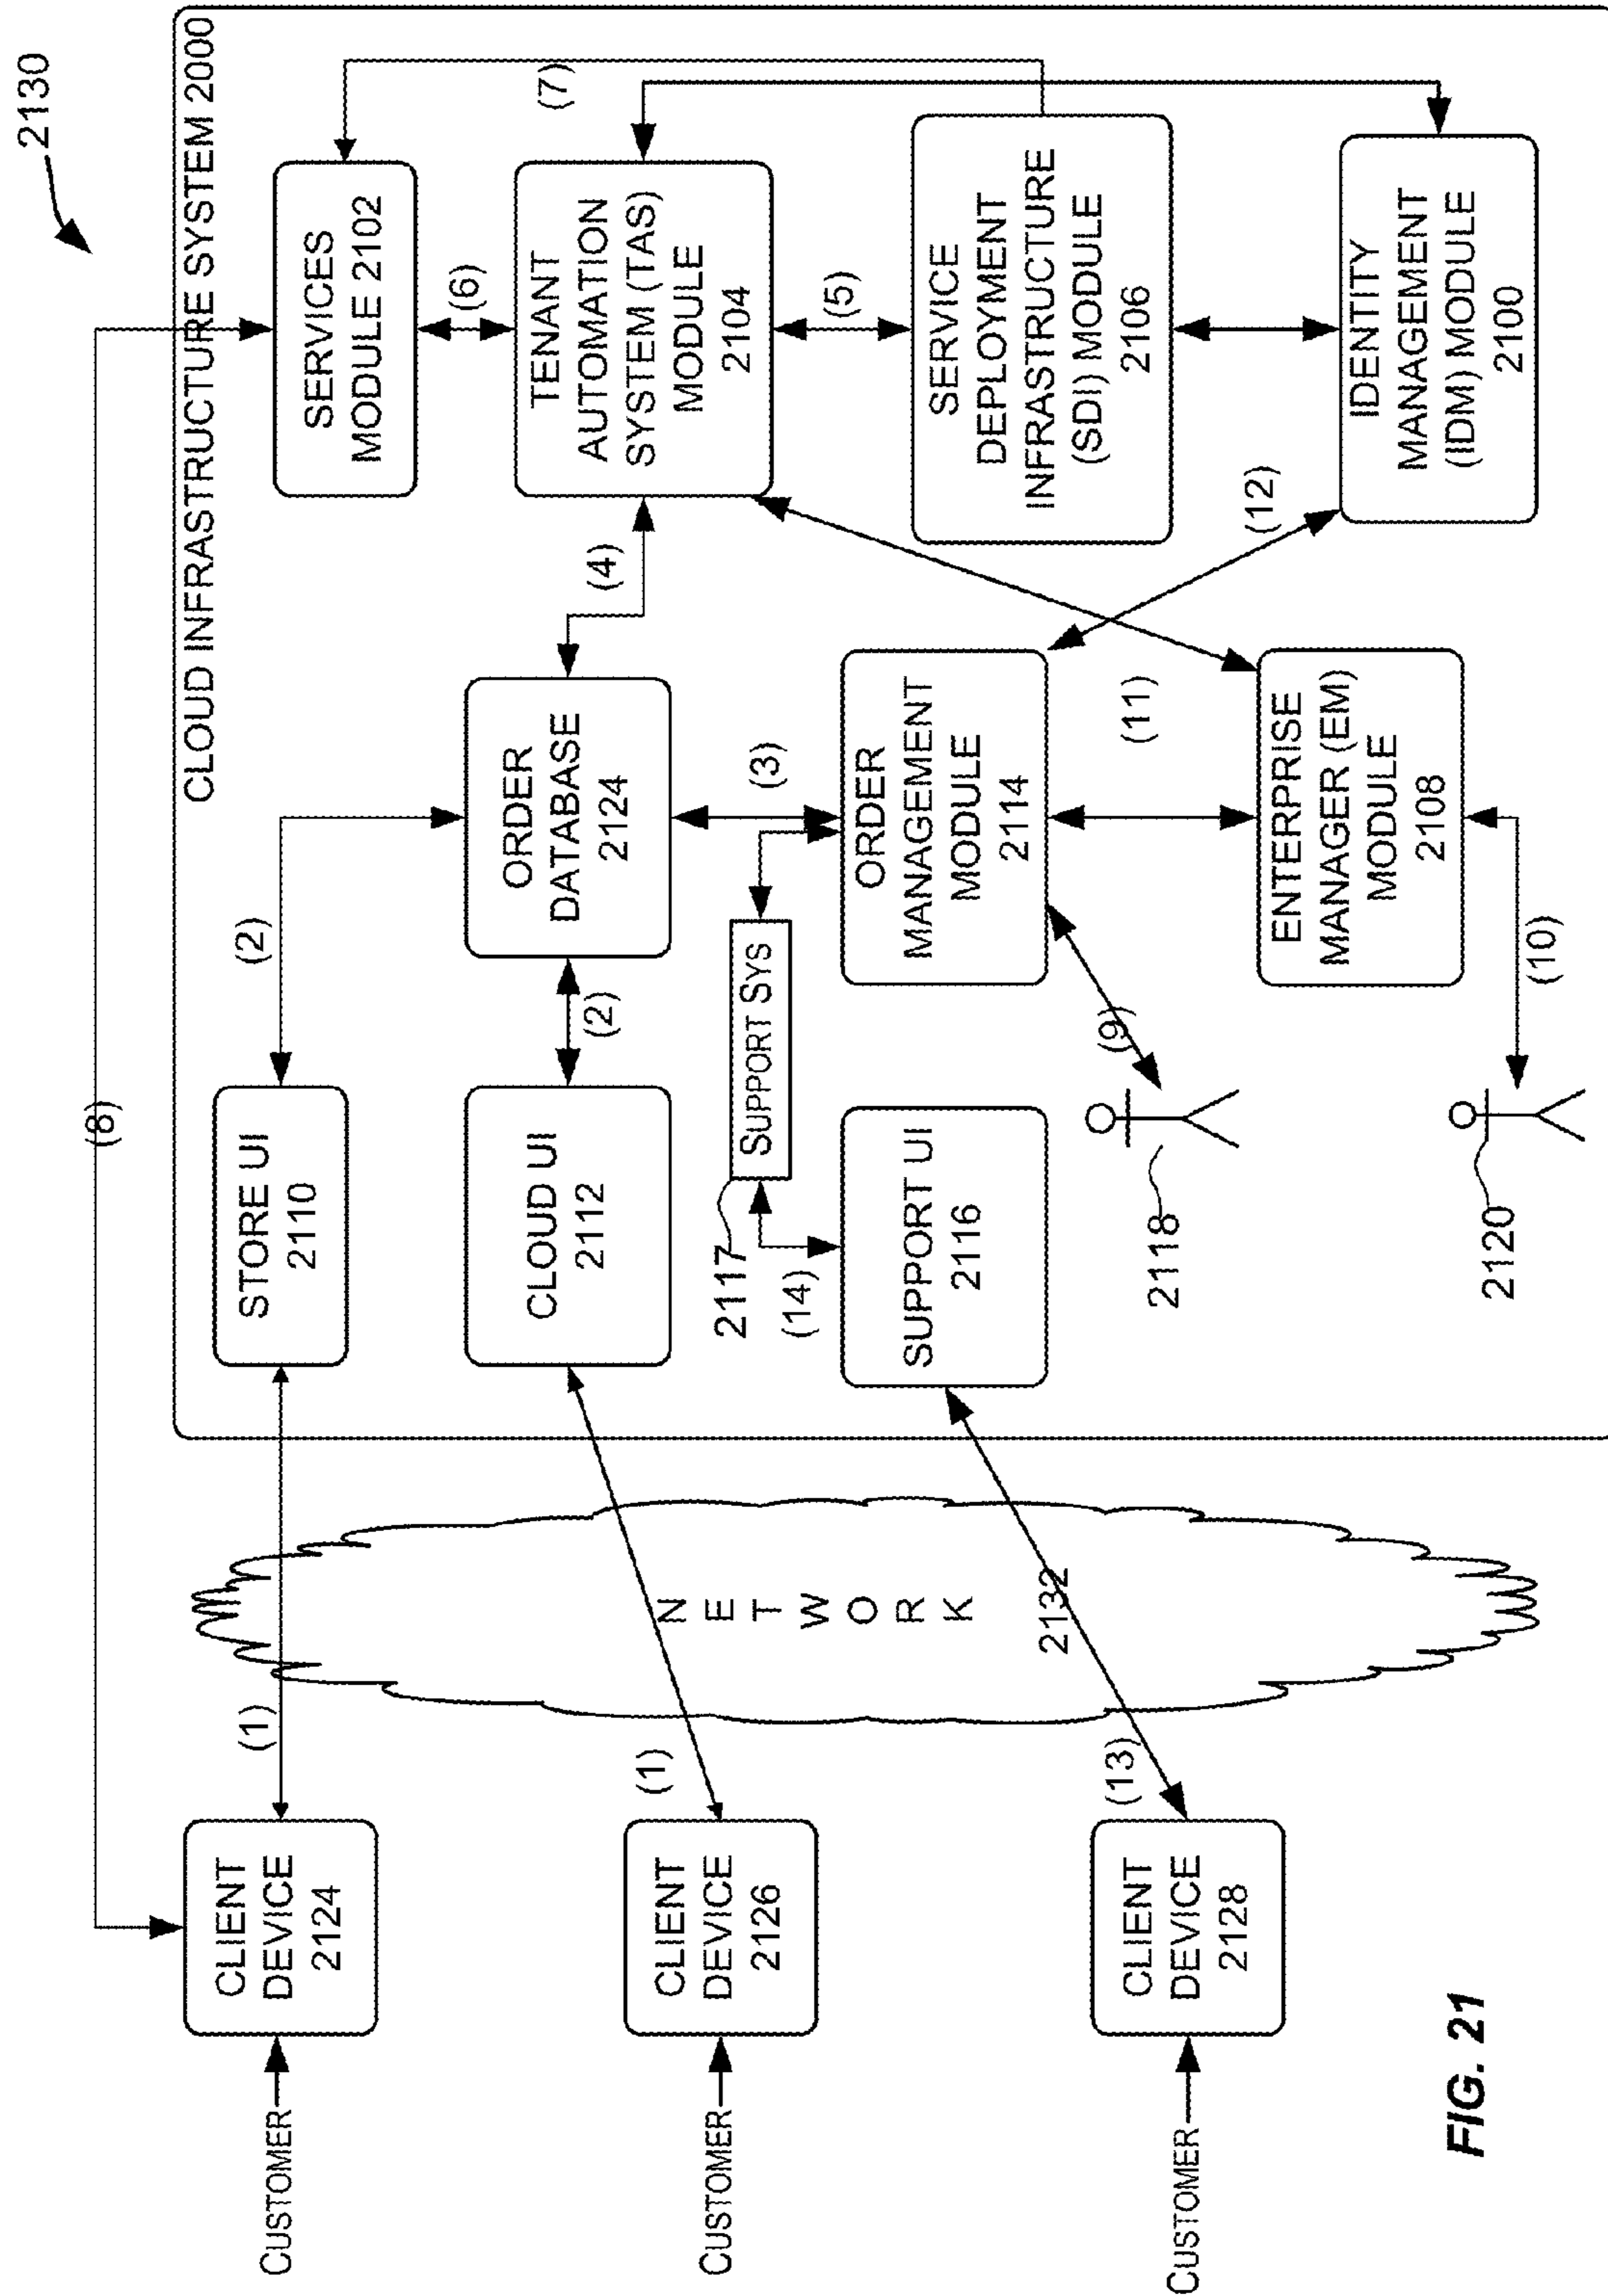 2130
CLOUD INFRASTRUCTURE SYSTEM 2000
(8)
CUSTOMER
CLIENT
DEVICE
2124
(1)
STORE UI
2110
(2)
SERVICES
MODULE 2102
(6)
(7)
CUSTOMER
CLIENT
DEVICE
2126
(1)
NETWORK
2132
CLOUD UI
2112
(2)
ORDER
DATABASE
2124
(4)
TENANT
AUTOMATION
SYSTEM (TAS)
MODULE
2104
(5)
(3)
2117
SUPPORT SYS
(14)
CUSTOMER
CLIENT
DEVICE
2128
(13)
SUPPORT UI
2116
ORDER
MANAGEMENT
MODULE
2114
SERVICE
DEPLOYMENT
INFRASTRUCTURE
(SDI) MODULE
2106
(9)
2118
(11)
(12)
ENTERPRISE
MANAGER (EM)
MODULE
2108
IDENTITY
MANAGEMENT
(IDM) MODULE
2100
2120
(10)
FIG. 21